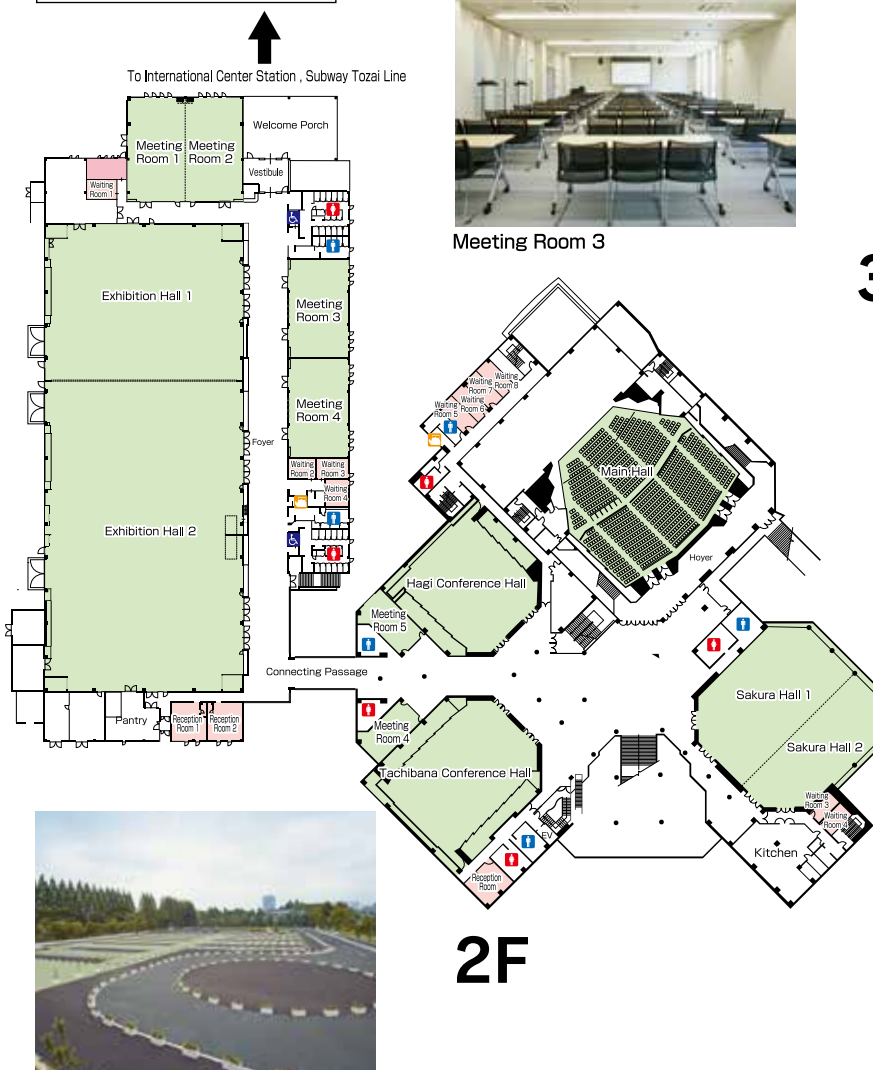 To International Center Station , Subway Tozai Line
Welcome Porch
Meeting
Room 1
Meeting
Room 2
Vestibule
Waiting
Room 1
Meeting Room 3
3
Exhibition Hall 1
Meeting
Room 3
Meeting
Room 4
Foyer
Waiting
Room 2
Waiting
Room 3
Waiting
Room 4
Exhibition Hall 2
Waiting
Room 5
Waiting
Room 6
Waiting
Room 7
Waiting
Room 8
Main Hall
Hoyer
Hagi Conference Hall
Meeting
Room 5
Connecting Passage
Sakura Hall 1
Sakura Hall 2
Pantry
Reception
Room 1
Reception
Room 2
Meeting
Room 4
Tachibana Conference Hall
EV
Reception
Room
Waiting
Room 3
Waiting
Room 4
Kitchen
2F